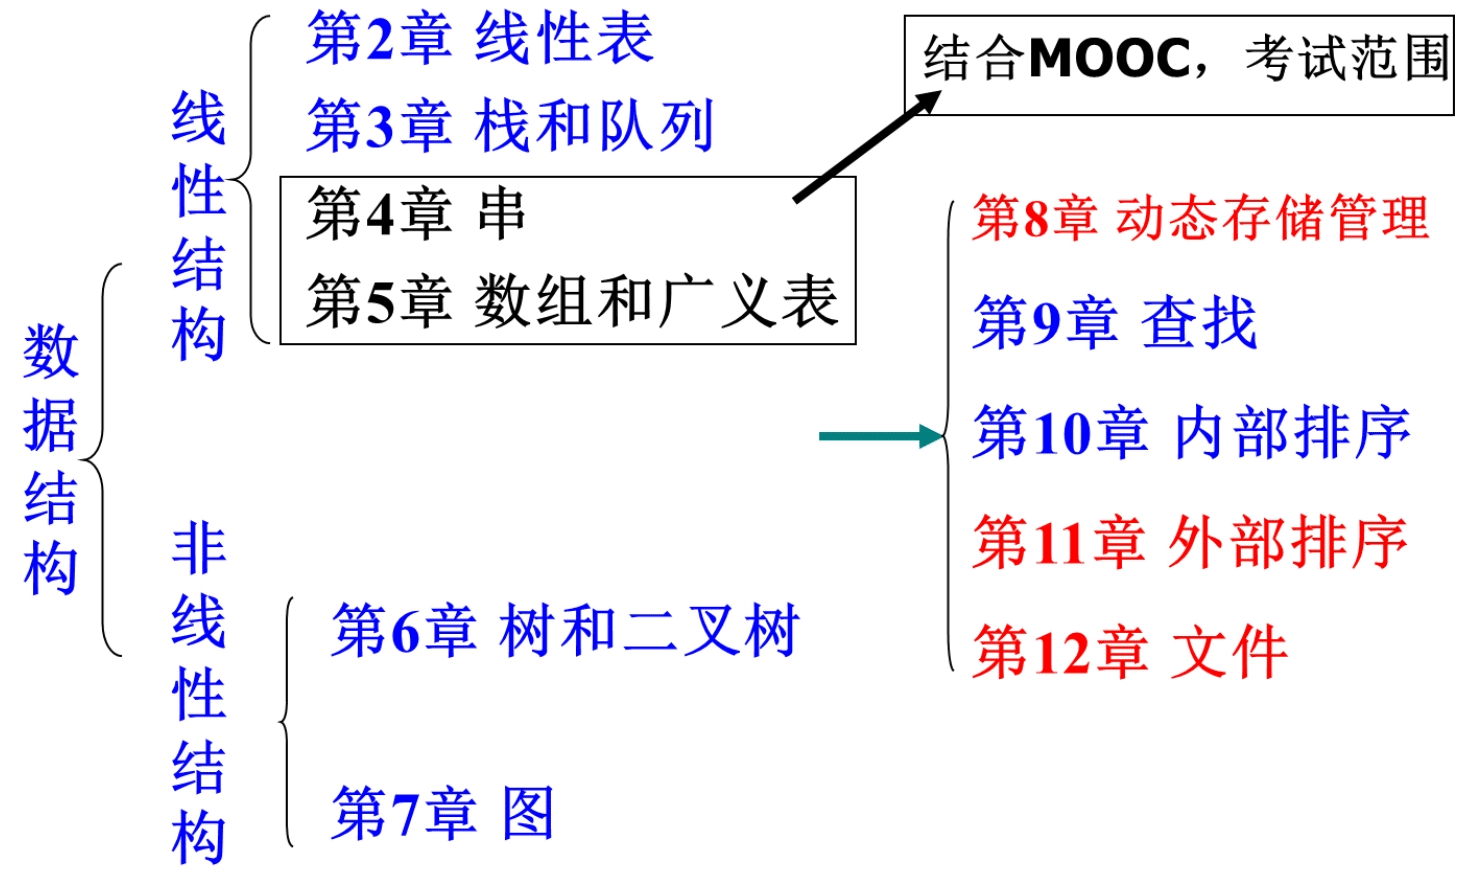 数据结构
线性结构
第2章 线性表
第3章 栈和队列
第4章 串
第5章 数组和广义表
结合MOOC，考试范围
非线性结构
第6章 树和二叉树
第7章 图
第8章 动态存储管理
第9章 查找
第10章 内部排序
第11章 外部排序
第12章 文件